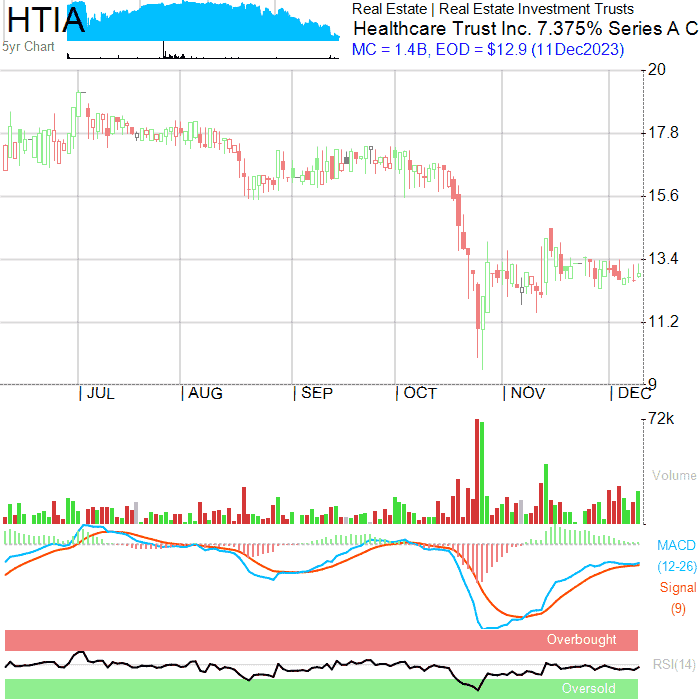 HTIA
5yr Chart
Real Estate | Real Estate Investment Trusts
Healthcare Trust Inc. 7.375% Series A C
MC = 1.4B, EOD = $12.9 (11Dec2023)
20
17.8
15.6
13.4
11.2
9
| JUL | AUG | SEP | OCT | NOV | DEC
72k
Volume
MACD
(12-26)
Signal
(9)
Overbought
RSI(14)
Oversold